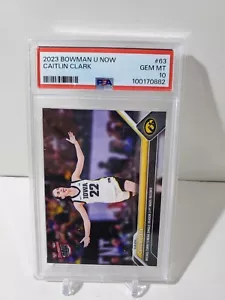 2023 BOWMAN U NOW #63
CAITLIN CLARK GEM MT
10
PSA 100170882
IOWA
22